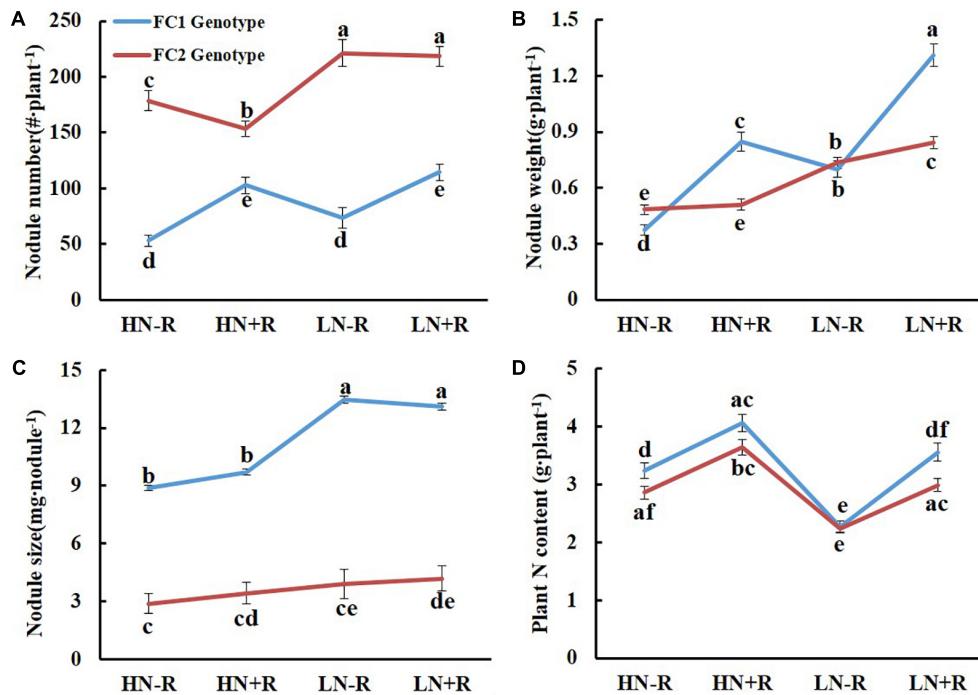 A
Nodule number(#·plant⁻¹)
250
200
150
100
50
0
FC1 Genotype
FC2 Genotype
c
b
a
a
d
e
d
e
HN-R
HN+R
LN-R
LN+R
B
Nodule weight(g·plant⁻¹)
1.5
1.2
0.9
0.6
0.3
0
e
c
b
a
d
e
b
c
HN-R
HN+R
LN-R
LN+R
C
Nodule size(mg·nodule⁻¹)
15
12
9
6
3
0
b
b
a
a
c
cd
ce
de
HN-R
HN+R
LN-R
LN+R
D
Plant N content (g·plant⁻¹)
5
4
3
2
1
0
d
ac
e
df
af
bc
e
ac
HN-R
HN+R
LN-R
LN+R